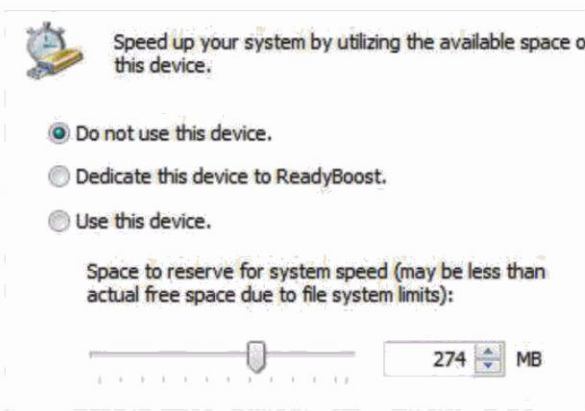 Speed up your system by utilizing the available space o
this device.
Do not use this device.
Dedicate this device to ReadyBoost.
Use this device.
Space to reserve for system speed (may be less than
actual free space due to file system limits):
274 MB